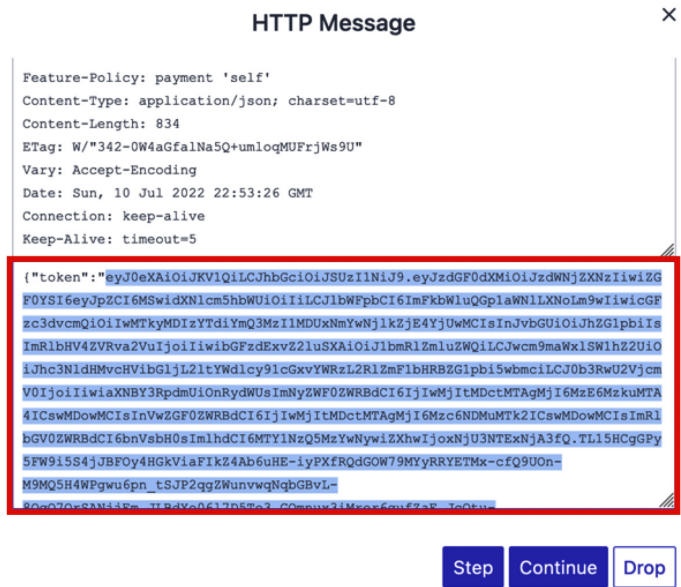 HTTP Message
×
Feature-Policy: payment 'self'
Content-Type: application/json; charset=utf-8
Content-Length: 834
ETag: W/"342-0W4aGfalNa5Q+umloqMUFrjWs9U"
Vary: Accept-Encoding
Date: Sun, 10 Jul 2022 22:53:26 GMT
Connection: keep-alive
Keep-Alive: timeout=5
{"token":"eyJ0eXAiOiJKV1QiLCJhbGciOiJSUzI1NiJ9.eyJzdGF0dXMiOiJzdWNjZXNzIiwiZG
F0YSI6eyJpZCI6MSwidXNlcm5hbWUiOiIiLCJlbWFpbCI6ImFkbWluQGp1aWNlLXNoLm9wIiwicGF
zc3dvcmQiOiIwMTkyMDIzYTdiYmQ3MzI1MDUxNmYwNjlkZjE4YjUwMCIsInJvbGUiOiJhZG1pbiIs
ImRlbHV4ZVRva2VuIjoiIiwibGFzdExvZ2luSXAiOiJ1bmRlZmluZWQiLCJwcm9maWxlSW1hZ2UiO
iJhc3NldHMvcHVibGljL2ltYWdlcy91cGxvYWRzL2RlZmF1bHRBZG1pbi5wbmciLCJ0b3RwU2Vjcm
V0IjoiIiwiaXNBY3RpdmUiOnRydWUsImNyZWF0ZWRBdCI6IjIwMjItMDctMTAgMjI6MzE6MzkuMTA
4ICswMDowMCIsInVwZGF0ZWRBdCI6IjIwMjItMDctMTAgMjI6Mzc6NDMuMTk2ICswMDowMCIsImRl
bGV0ZWRBdCI6bnVsbH0sImlhdCI6MTY1NzQ5MzYwNywiZXhwIjoxNjU3NTExNjA3fQ.TL15HCgGPy
5FW9i5S4jJBFOy4HGkViaFIkZ4Ab6uHE-iyPXfRQdGOW79MYyRRYETMx-cfQ9UOn-
M9MQ5H4WPgwu6pn_tSJP2qgZWunvwqNqbGBvL-
Step Continue Drop